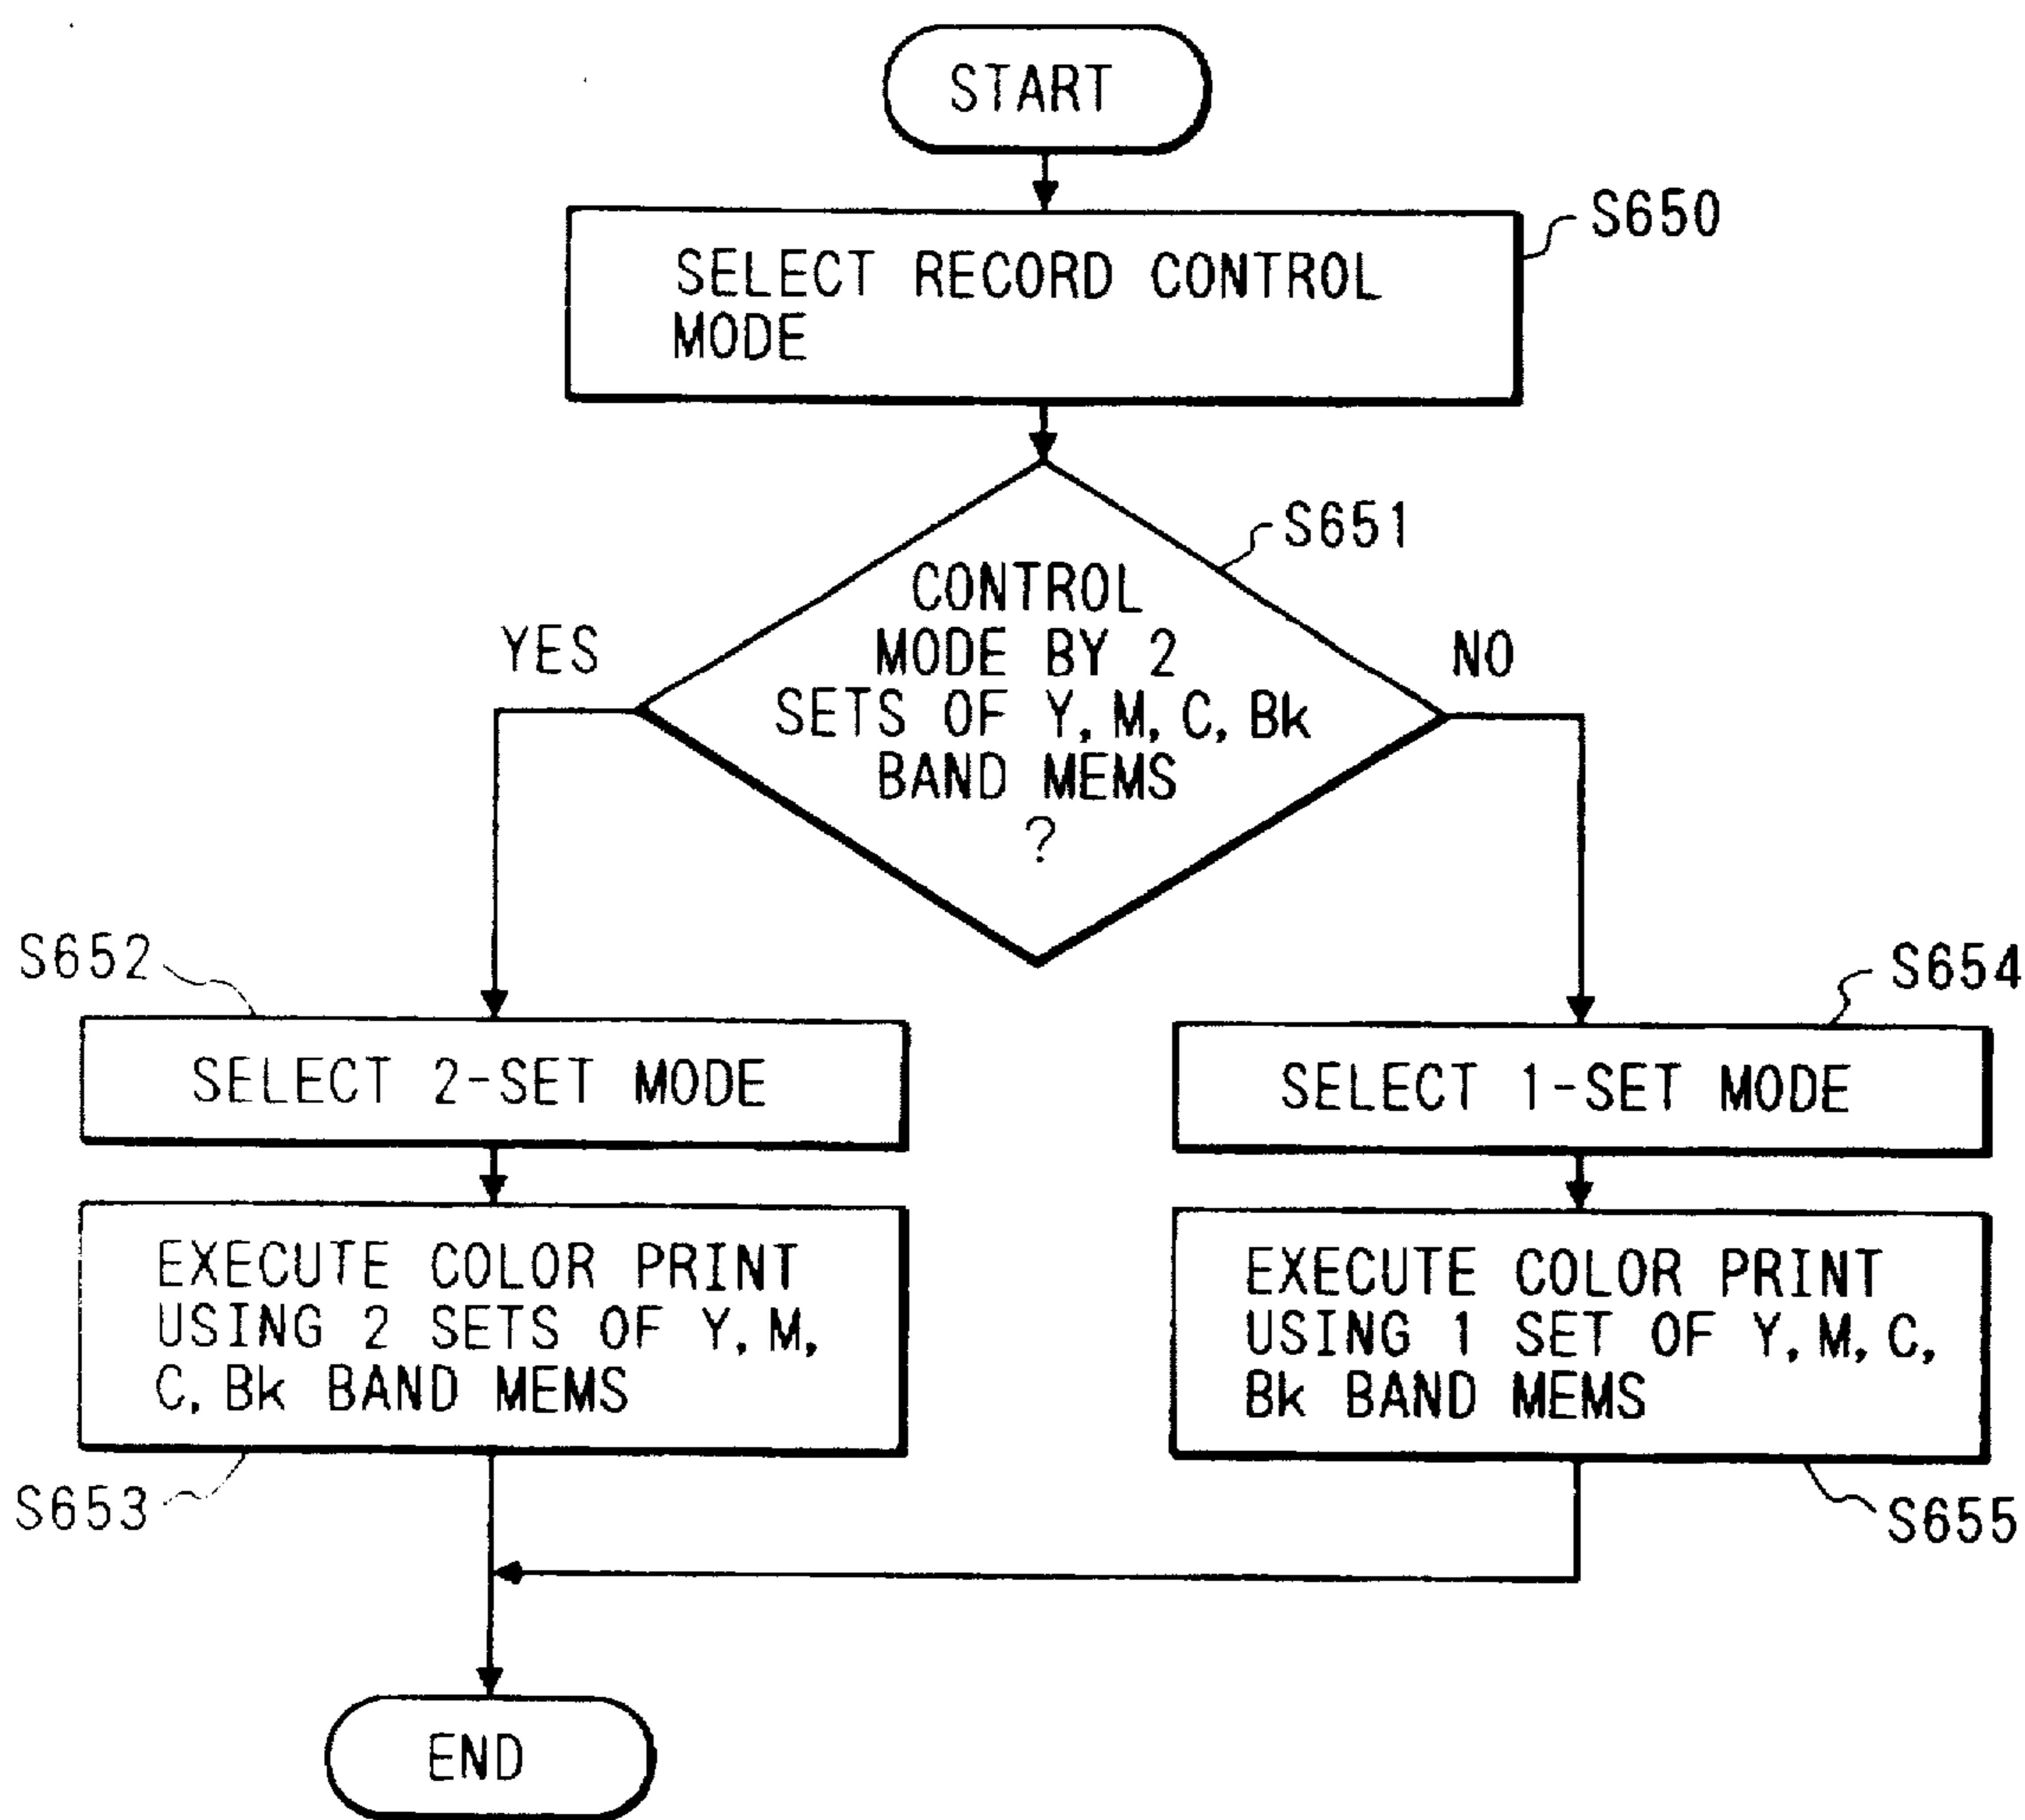 START
S650
SELECT RECORD CONTROL
MODE
S651
CONTROL
MODE BY 2
SETS OF Y, M, C, Bk
BAND MEMS
?
YES
NO
S652
SELECT 2-SET MODE
S654
SELECT 1-SET MODE
EXECUTE COLOR PRINT
USING 2 SETS OF Y, M,
C, Bk BAND MEMS
S653
EXECUTE COLOR PRINT
USING 1 SET OF Y, M, C,
Bk BAND MEMS
S655
END